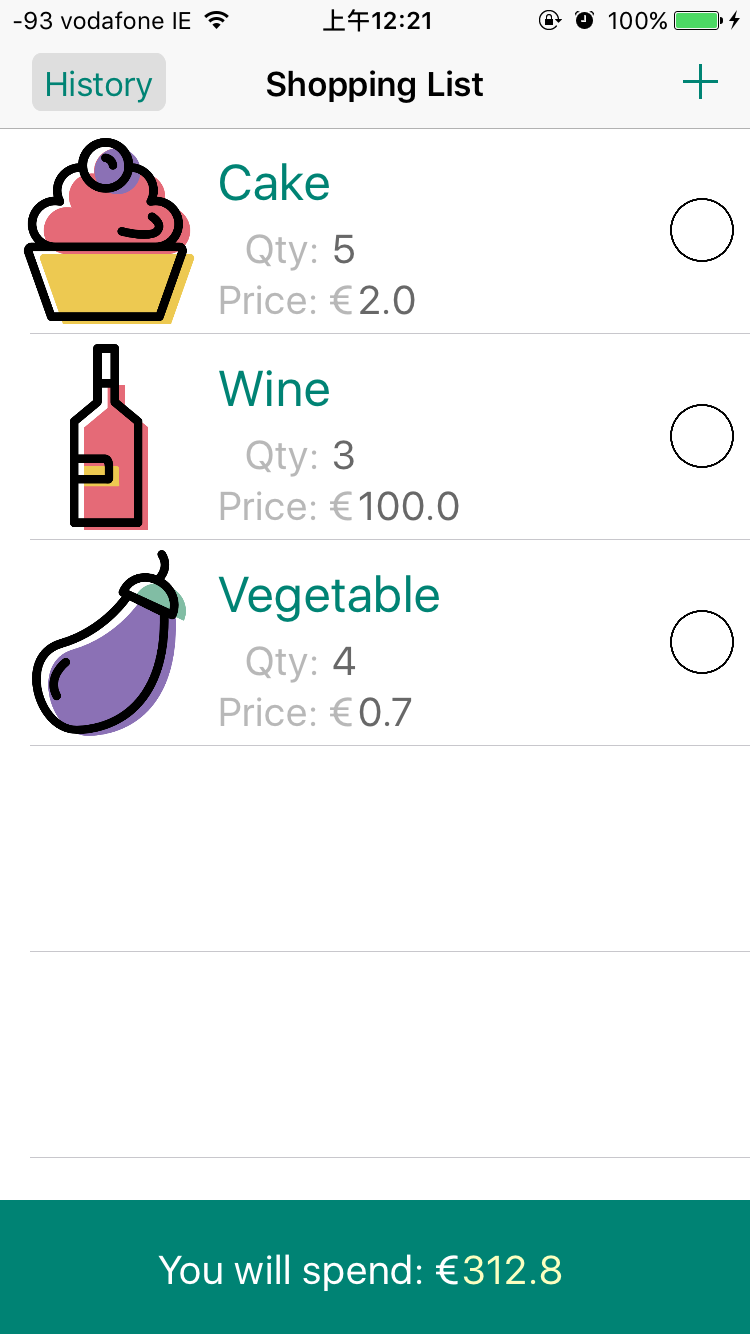 -93 vodafone IE 上午12:21 100%
History Shopping List +
Cake
Qty: 5
Price: €2.0
Wine
Qty: 3
Price: €100.0
Vegetable
Qty: 4
Price: €0.7
You will spend: €312.8